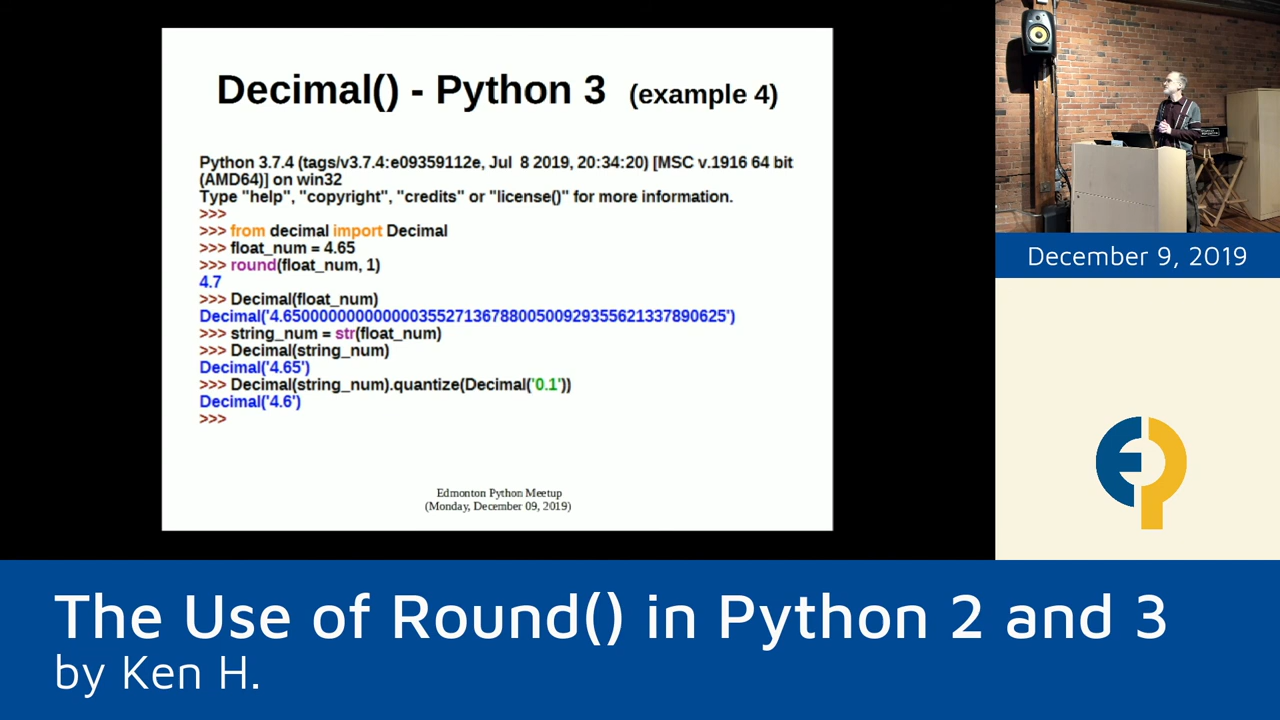 Decimal() - Python 3 (example 4)
Python 3.7.4 (tags/v3.7.4:e09359112e, Jul 8 2019, 20:34:20) [MSC v.1916 64 bit
(AMD64)] on win32
Type "help", "copyright", "credits" or "license()" for more information.
>>>
>>> from decimal import Decimal
>>> float_num = 4.65
>>> round(float_num, 1)
4.7
>>> Decimal(float_num)
Decimal('4.6500000000000003552713678800500929355621337890625')
>>> string_num = str(float_num)
>>> Decimal(string_num)
Decimal('4.65')
>>> Decimal(string_num).quantize(Decimal('0.1'))
Decimal('4.6')
>>>
Edmonton Python Meetup
(Monday, December 09, 2019)
December 9, 2019
The Use of Round() in Python 2 and 3
by Ken H.